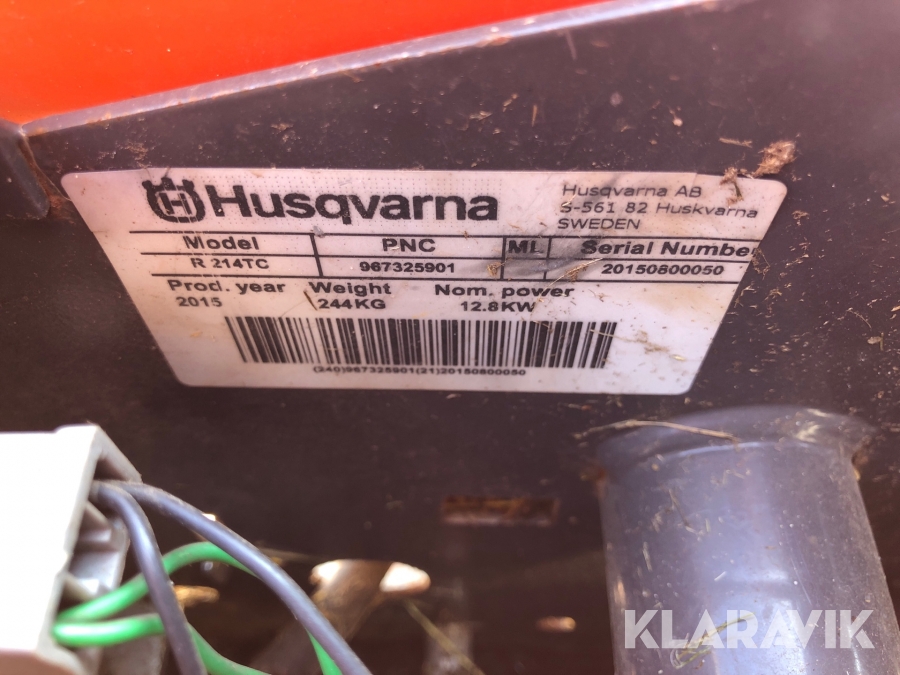 Husqvarna
Husqvarna AB
S-561 82 Huskvarna
SWEDEN
Model PNC ML Serial Number
R 214TC 967325901 20150800050
Prod. year Weight Nom. power
2015 244KG 12.8KW
(240)967325901(21)20150800050
KLARAVIK